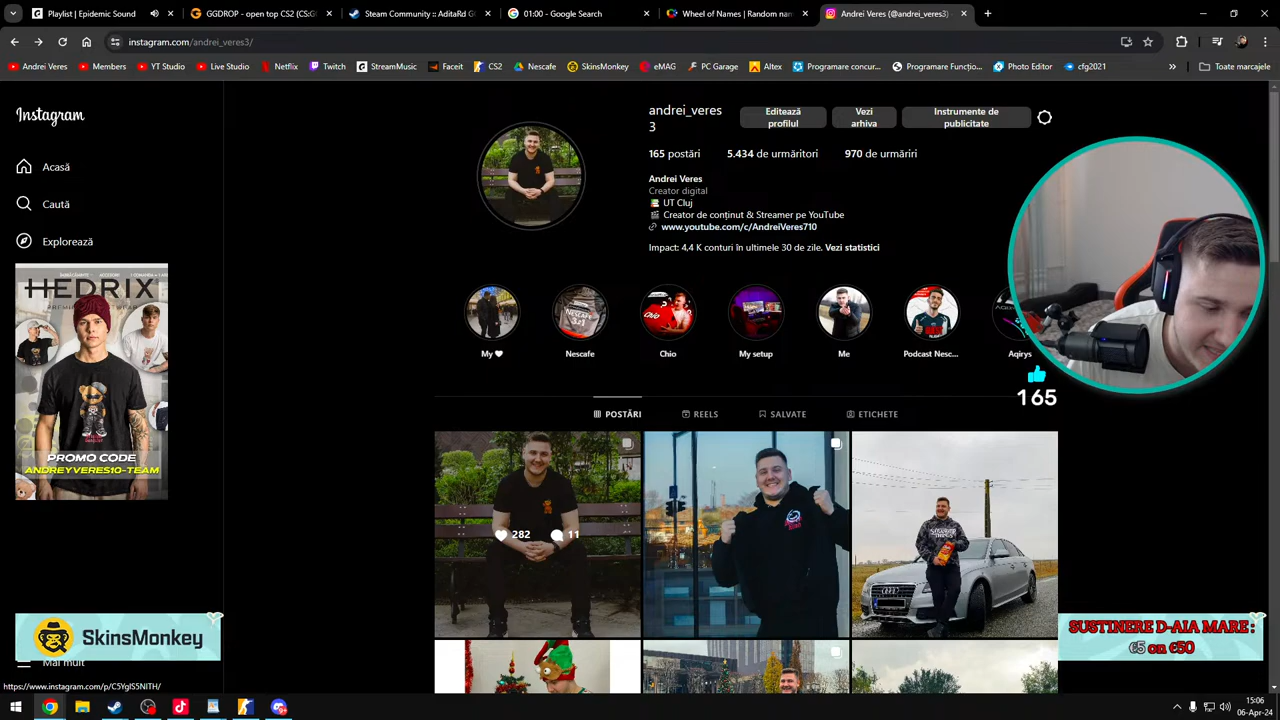 Playlist | Epidemic Sound
GGDROP - open top CS2 (CS:G
Steam Community :: AditaRd G
01:00 - Google Search
Wheel of Names | Random nam
Andrei Veres (@andrei_veres3)
instagram.com/andrei_veres3/
Andrei Veres
Members
YT Studio
Live Studio
Netflix
Twitch
StreamMusic
Faceit
CS2
Nescafe
SkinsMonkey
eMAG
PC Garage
Altex
Programare concur...
Programare Funcțio...
Photo Editor
cfg2021
Toate marcajele
Instagram
Acasă
Caută
Explorează
HEDRIX
PROMO CODE
ANDREYVERES10-TEAM
SkinsMonkey
Mai mult
https://www.instagram.com/p/C5YgIS5NITH/
andrei_veres
3
Editează
profilul
Vezi
arhiva
Instrumente de
publicitate
165 postări
5.434 de urmăritori
970 de urmăriri
Andrei Veres
Creator digital
UT Cluj
Creator de conținut & Streamer pe YouTube
www.youtube.com/c/AndreiVeres710
Impact: 4,4 K conturi în ultimele 30 de zile. Vezi statistici
NESCAFE
3in1
Chio
My
Nescafe
Chio
My setup
Me
Podcast Nesc...
Aqirys
165
POSTĂRI
REELS
SALVATE
ETICHETE
282
11
SUSTINERE D-AIA MARE :
€5 on €50
15:06
06-Apr-24